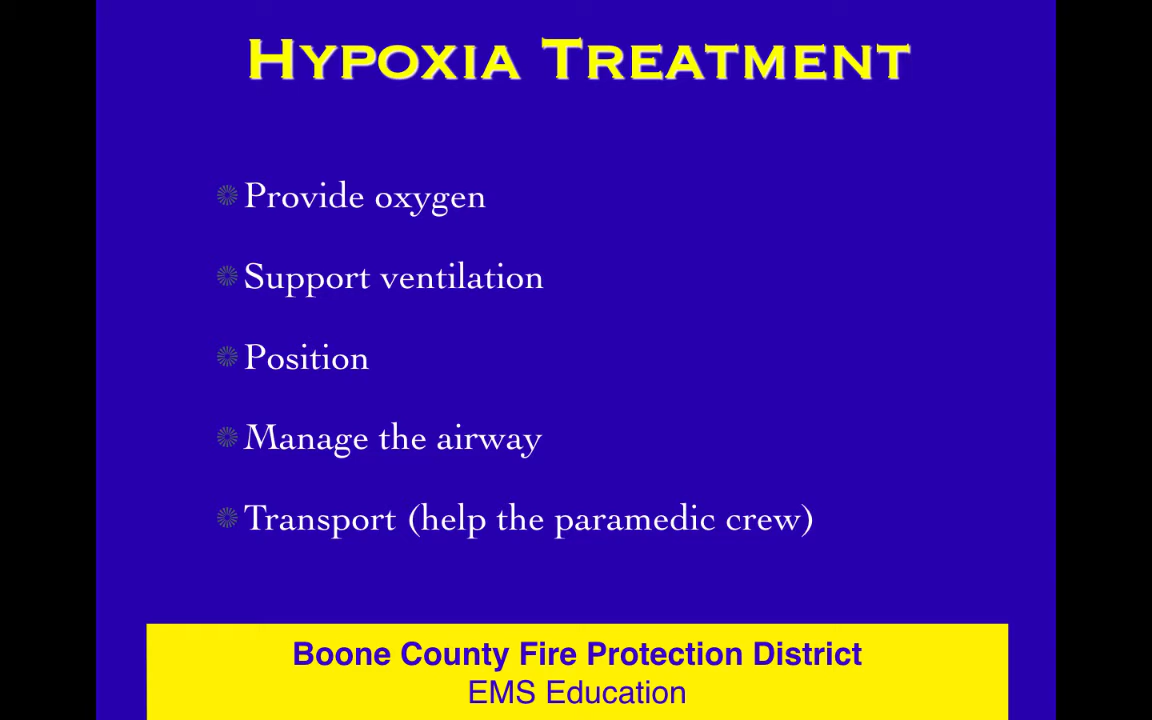 Hypoxia Treatment
Provide oxygen
Support ventilation
Position
Manage the airway
Transport (help the paramedic crew)
Boone County Fire Protection District
EMS Education